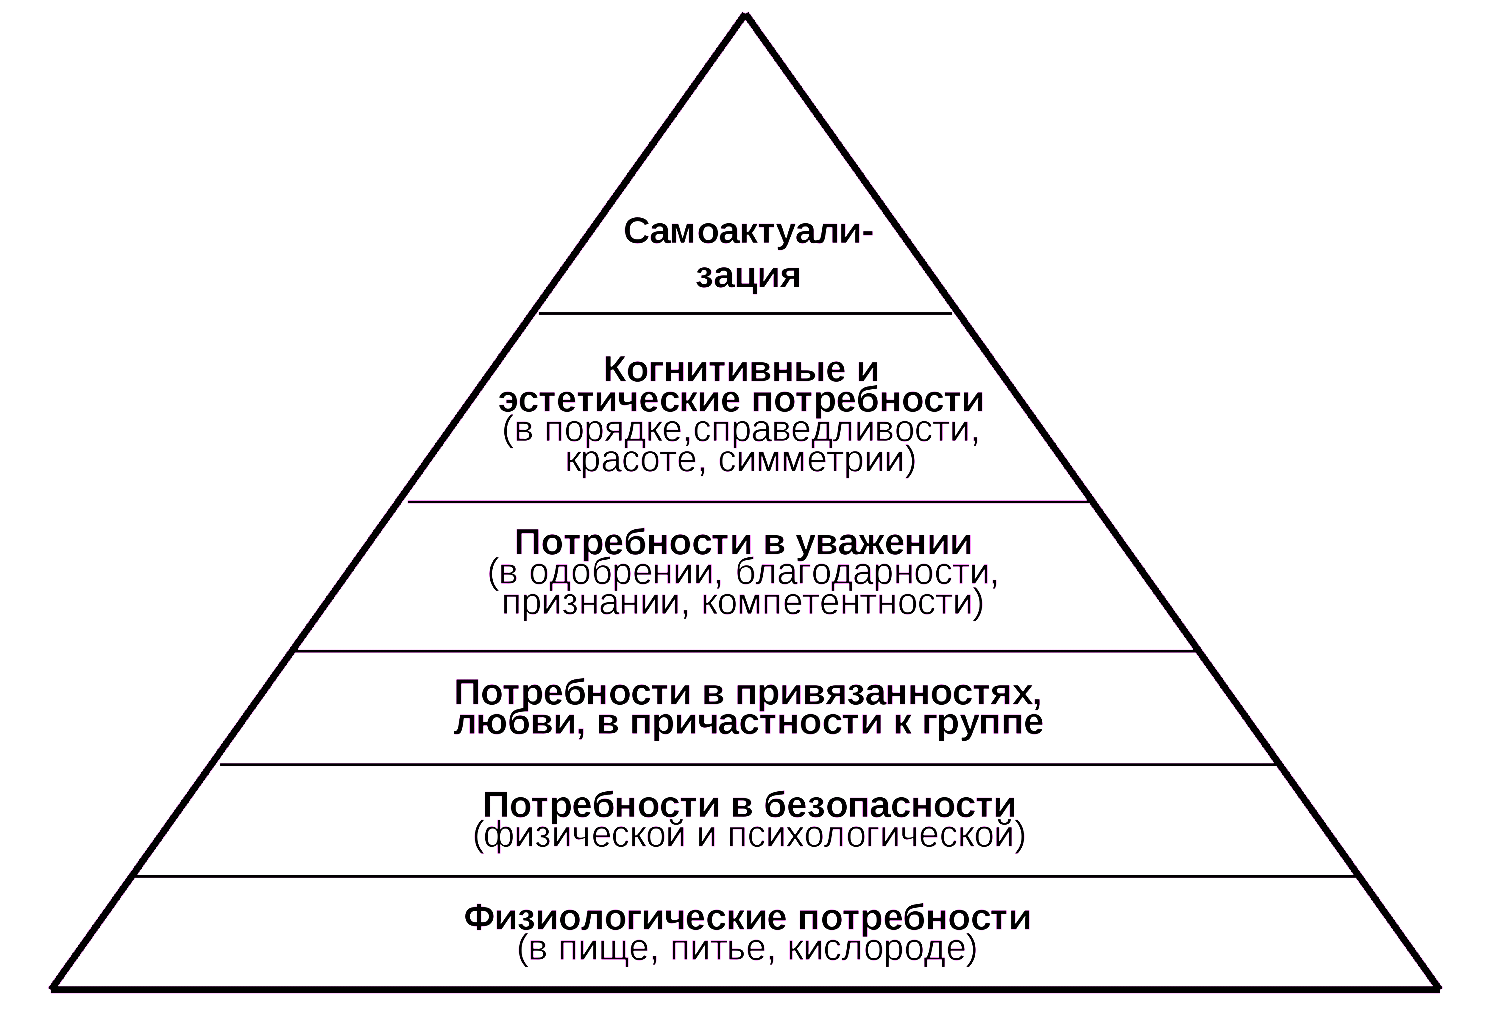 Самоактуали-
зация
Когнитивные и
эстетические потребности
(в порядке,справедливости,
красоте, симметрии)
Потребности в уважении
(в одобрении, благодарности,
признании, компетентности)
Потребности в привязанностях,
любви, в причастности к группе
Потребности в безопасности
(физической и психологической)
Физиологические потребности
(в пище, питье, кислороде)